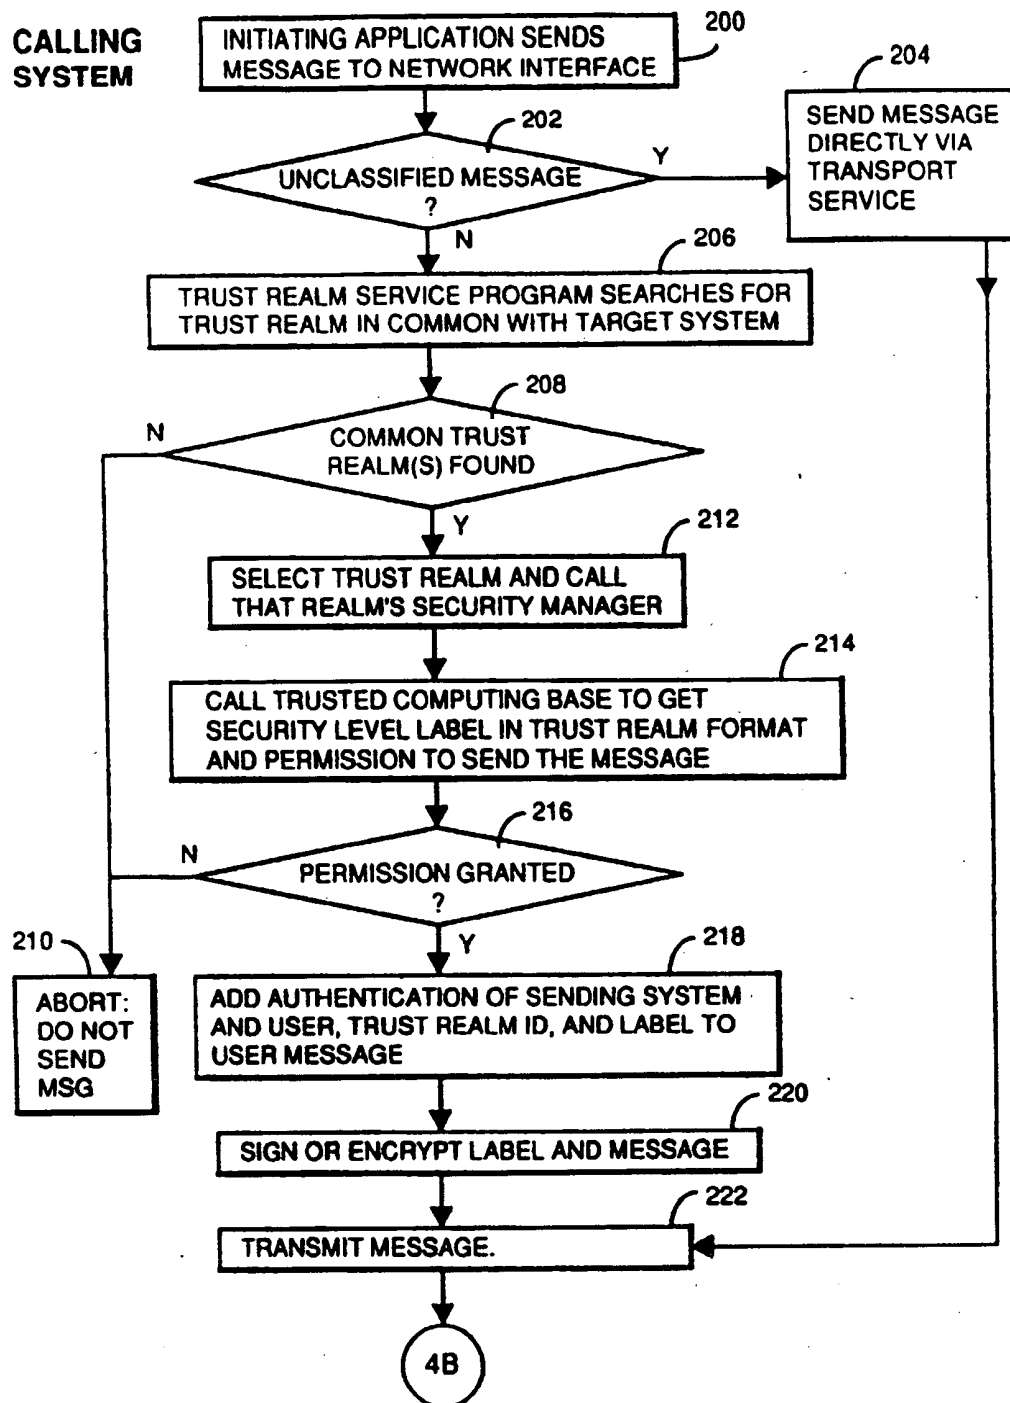 CALLING
SYSTEM
INITIATING APPLICATION SENDS
MESSAGE TO NETWORK INTERFACE
200
202
UNCLASSIFIED MESSAGE
?
Y
N
204
SEND MESSAGE
DIRECTLY VIA
TRANSPORT
SERVICE
206
TRUST REALM SERVICE PROGRAM SEARCHES FOR
TRUST REALM IN COMMON WITH TARGET SYSTEM
208
COMMON TRUST
REALM(S) FOUND
N
Y
212
SELECT TRUST REALM AND CALL
THAT REALM'S SECURITY MANAGER
214
CALL TRUSTED COMPUTING BASE TO GET
SECURITY LEVEL LABEL IN TRUST REALM FORMAT
AND PERMISSION TO SEND THE MESSAGE
216
PERMISSION GRANTED
?
N
Y
210
ABORT:
DO NOT
SEND
MSG
218
ADD AUTHENTICATION OF SENDING SYSTEM
AND USER, TRUST REALM ID, AND LABEL TO
USER MESSAGE
220
SIGN OR ENCRYPT LABEL AND MESSAGE
222
TRANSMIT MESSAGE.
4B